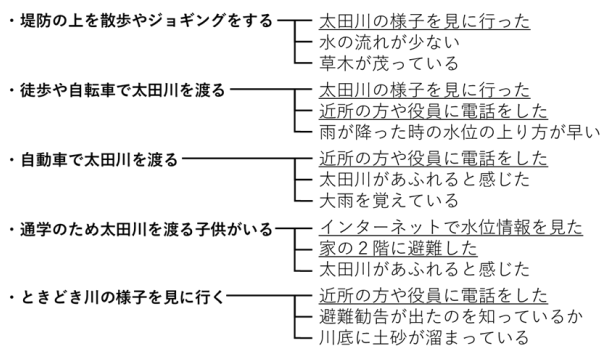 ・堤防の上を散歩やジョギングをする
太田川の様子を見に行った
水の流れが少ない
草木が茂っている
・徒歩や自転車で太田川を渡る
太田川の様子を見に行った
近所の方や役員に電話をした
雨が降った時の水位の上り方が早い
・自動車で太田川を渡る
近所の方や役員に電話をした
太田川があふれると感じた
大雨を覚えている
・通学のため太田川を渡る子供がいる
インターネットで水位情報を見た
家の２階に避難した
太田川があふれると感じた
・ときどき川の様子を見に行く
近所の方や役員に電話をした
避難勧告が出たのを知っているか
川底に土砂が溜まっている